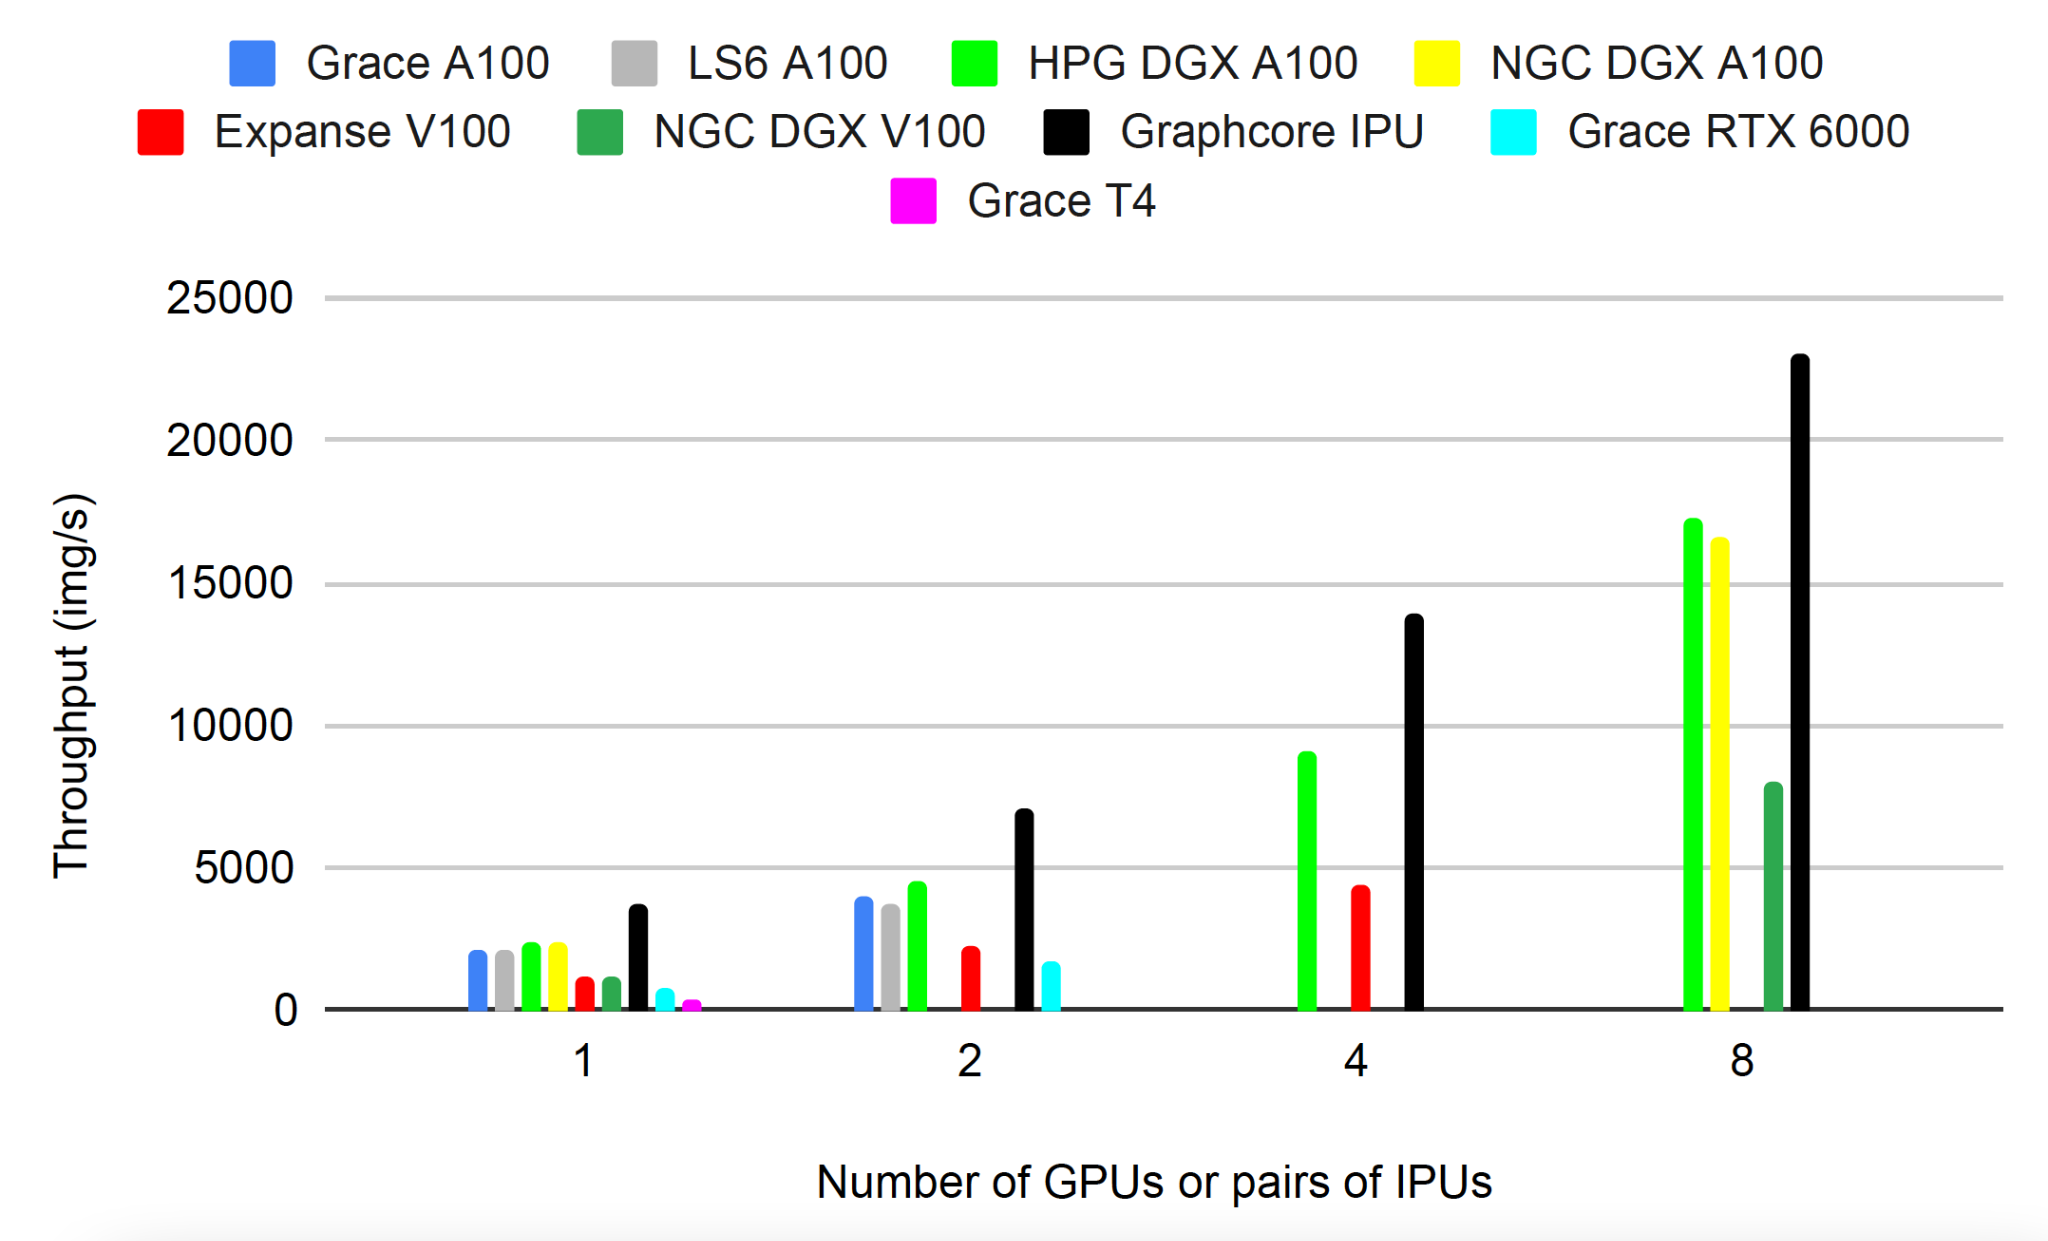 Grace A100 LS6 A100 HPG DGX A100 NGC DGX A100
Expanse V100 NGC DGX V100 Graphcore IPU Grace RTX 6000
Grace T4
25000
20000
15000
10000
5000
0
Throughput (img/s)
1 2 4 8
Number of GPUs or pairs of IPUs